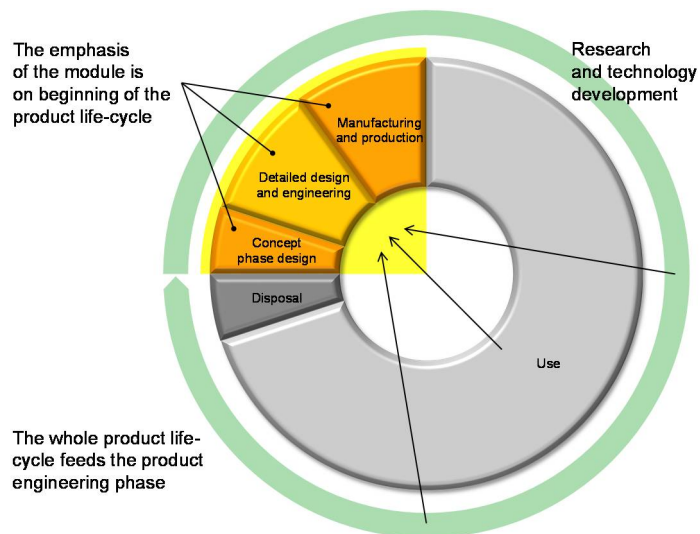 The emphasis
of the module is
on beginning of the
product life-cycle
Research
and technology
development
Manufacturing
and production
Detailed design
and engineering
Concept
phase design
Disposal
Use
The whole product life-
cycle feeds the product
engineering phase